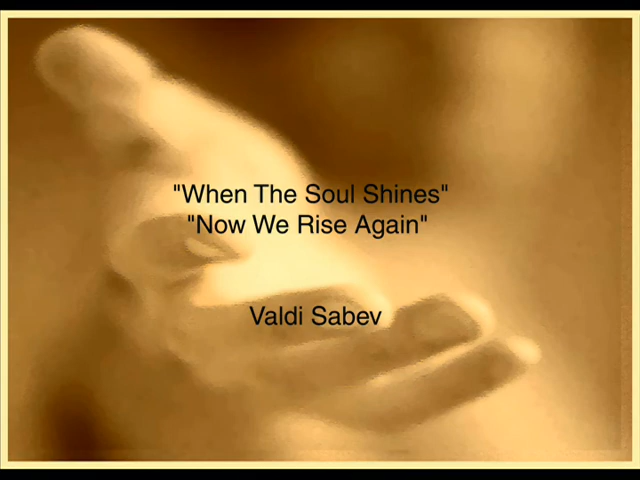 "When The Soul Shines"
"Now We Rise Again"
Valdi Sabev